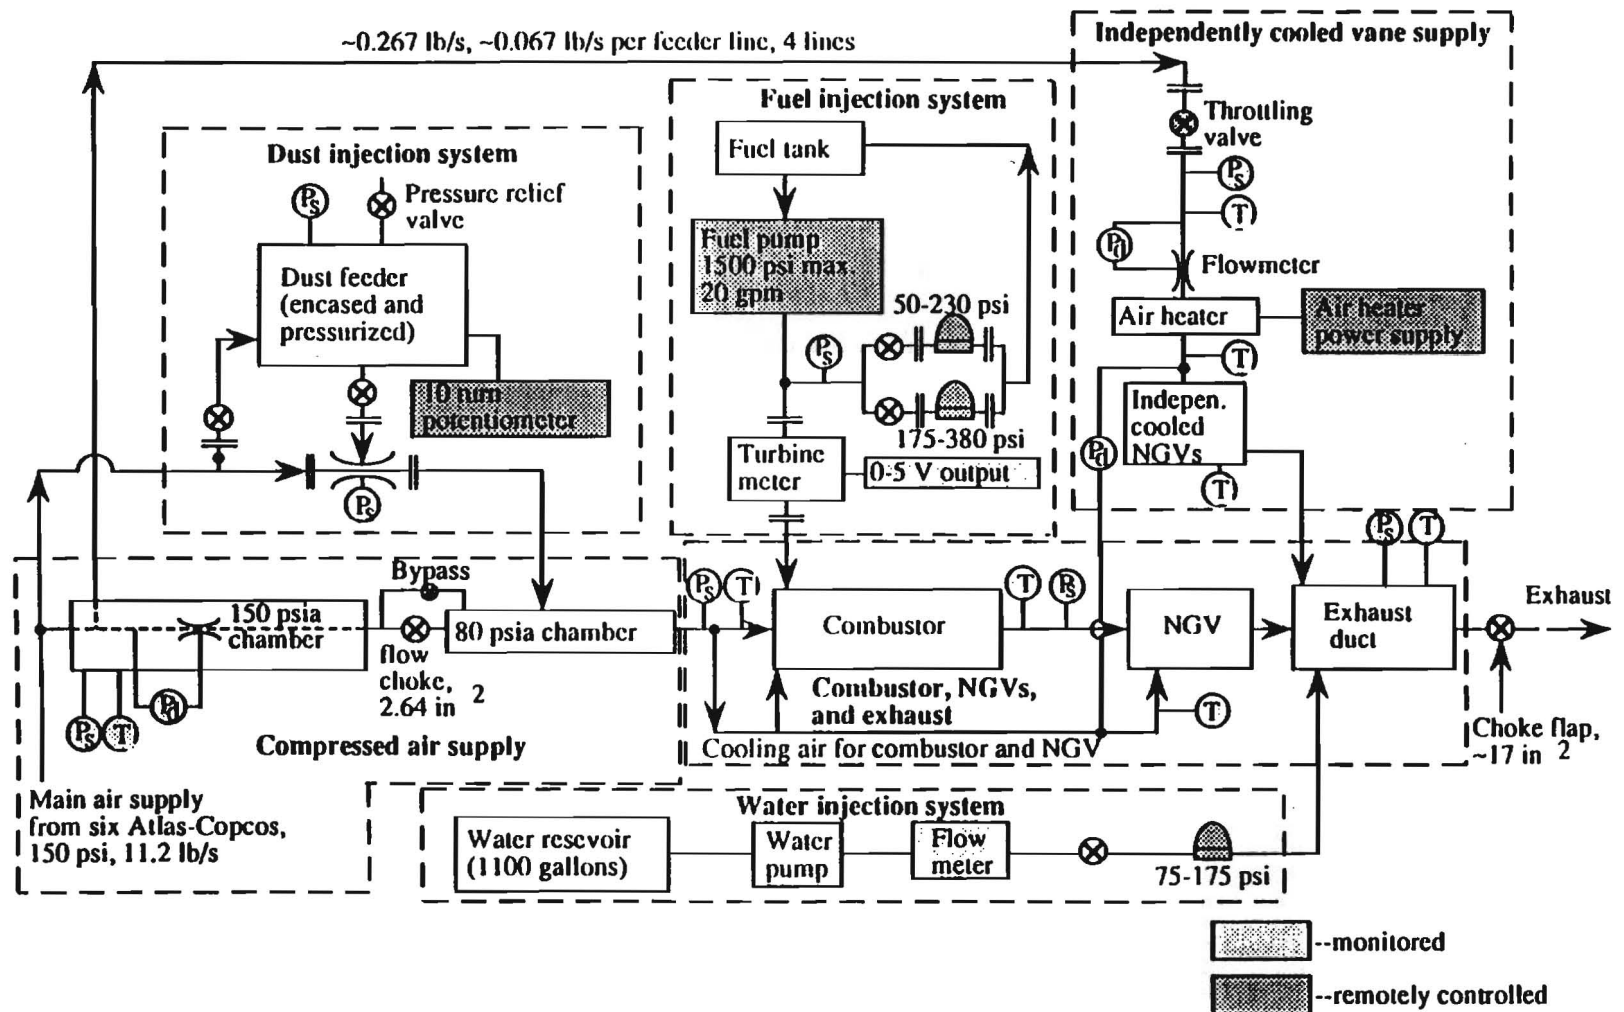 ~0.267 lb/s, ~0.067 lb/s per feeder line, 4 lines
Independently cooled vane supply
Throttling
valve
Ps
T
Pd
Flowmeter
Air heater
Air heater
power supply
T
Indepen.
cooled
NGVs
Pd
T
Fuel injection system
Fuel tank
Fuel pump
1500 psi max.
20 gpm
50-230 psi
Ps
175-380 psi
Turbine
meter
0-5 V output
Dust injection system
Ps
Pressure relief
valve
Dust feeder
(encased and
pressurized)
10 turn
potentiometer
Ps
Bypass
150 psia
chamber
80 psia chamber
flow
choke,
2.64 in 2
Ps
T
Pd
Compressed air supply
Main air supply
from six Atlas-Copcos,
150 psi, 11.2 lb/s
Ps
T
Combustor
T
Ps
NGV
Ps
T
Exhaust
duct
Exhaust
Combustor, NGVs,
and exhaust
T
Cooling air for combustor and NGV
Choke flap,
~17 in 2
Water injection system
Water resevoir
(1100 gallons)
Water
pump
Flow
meter
75-175 psi
--monitored
--remotely controlled